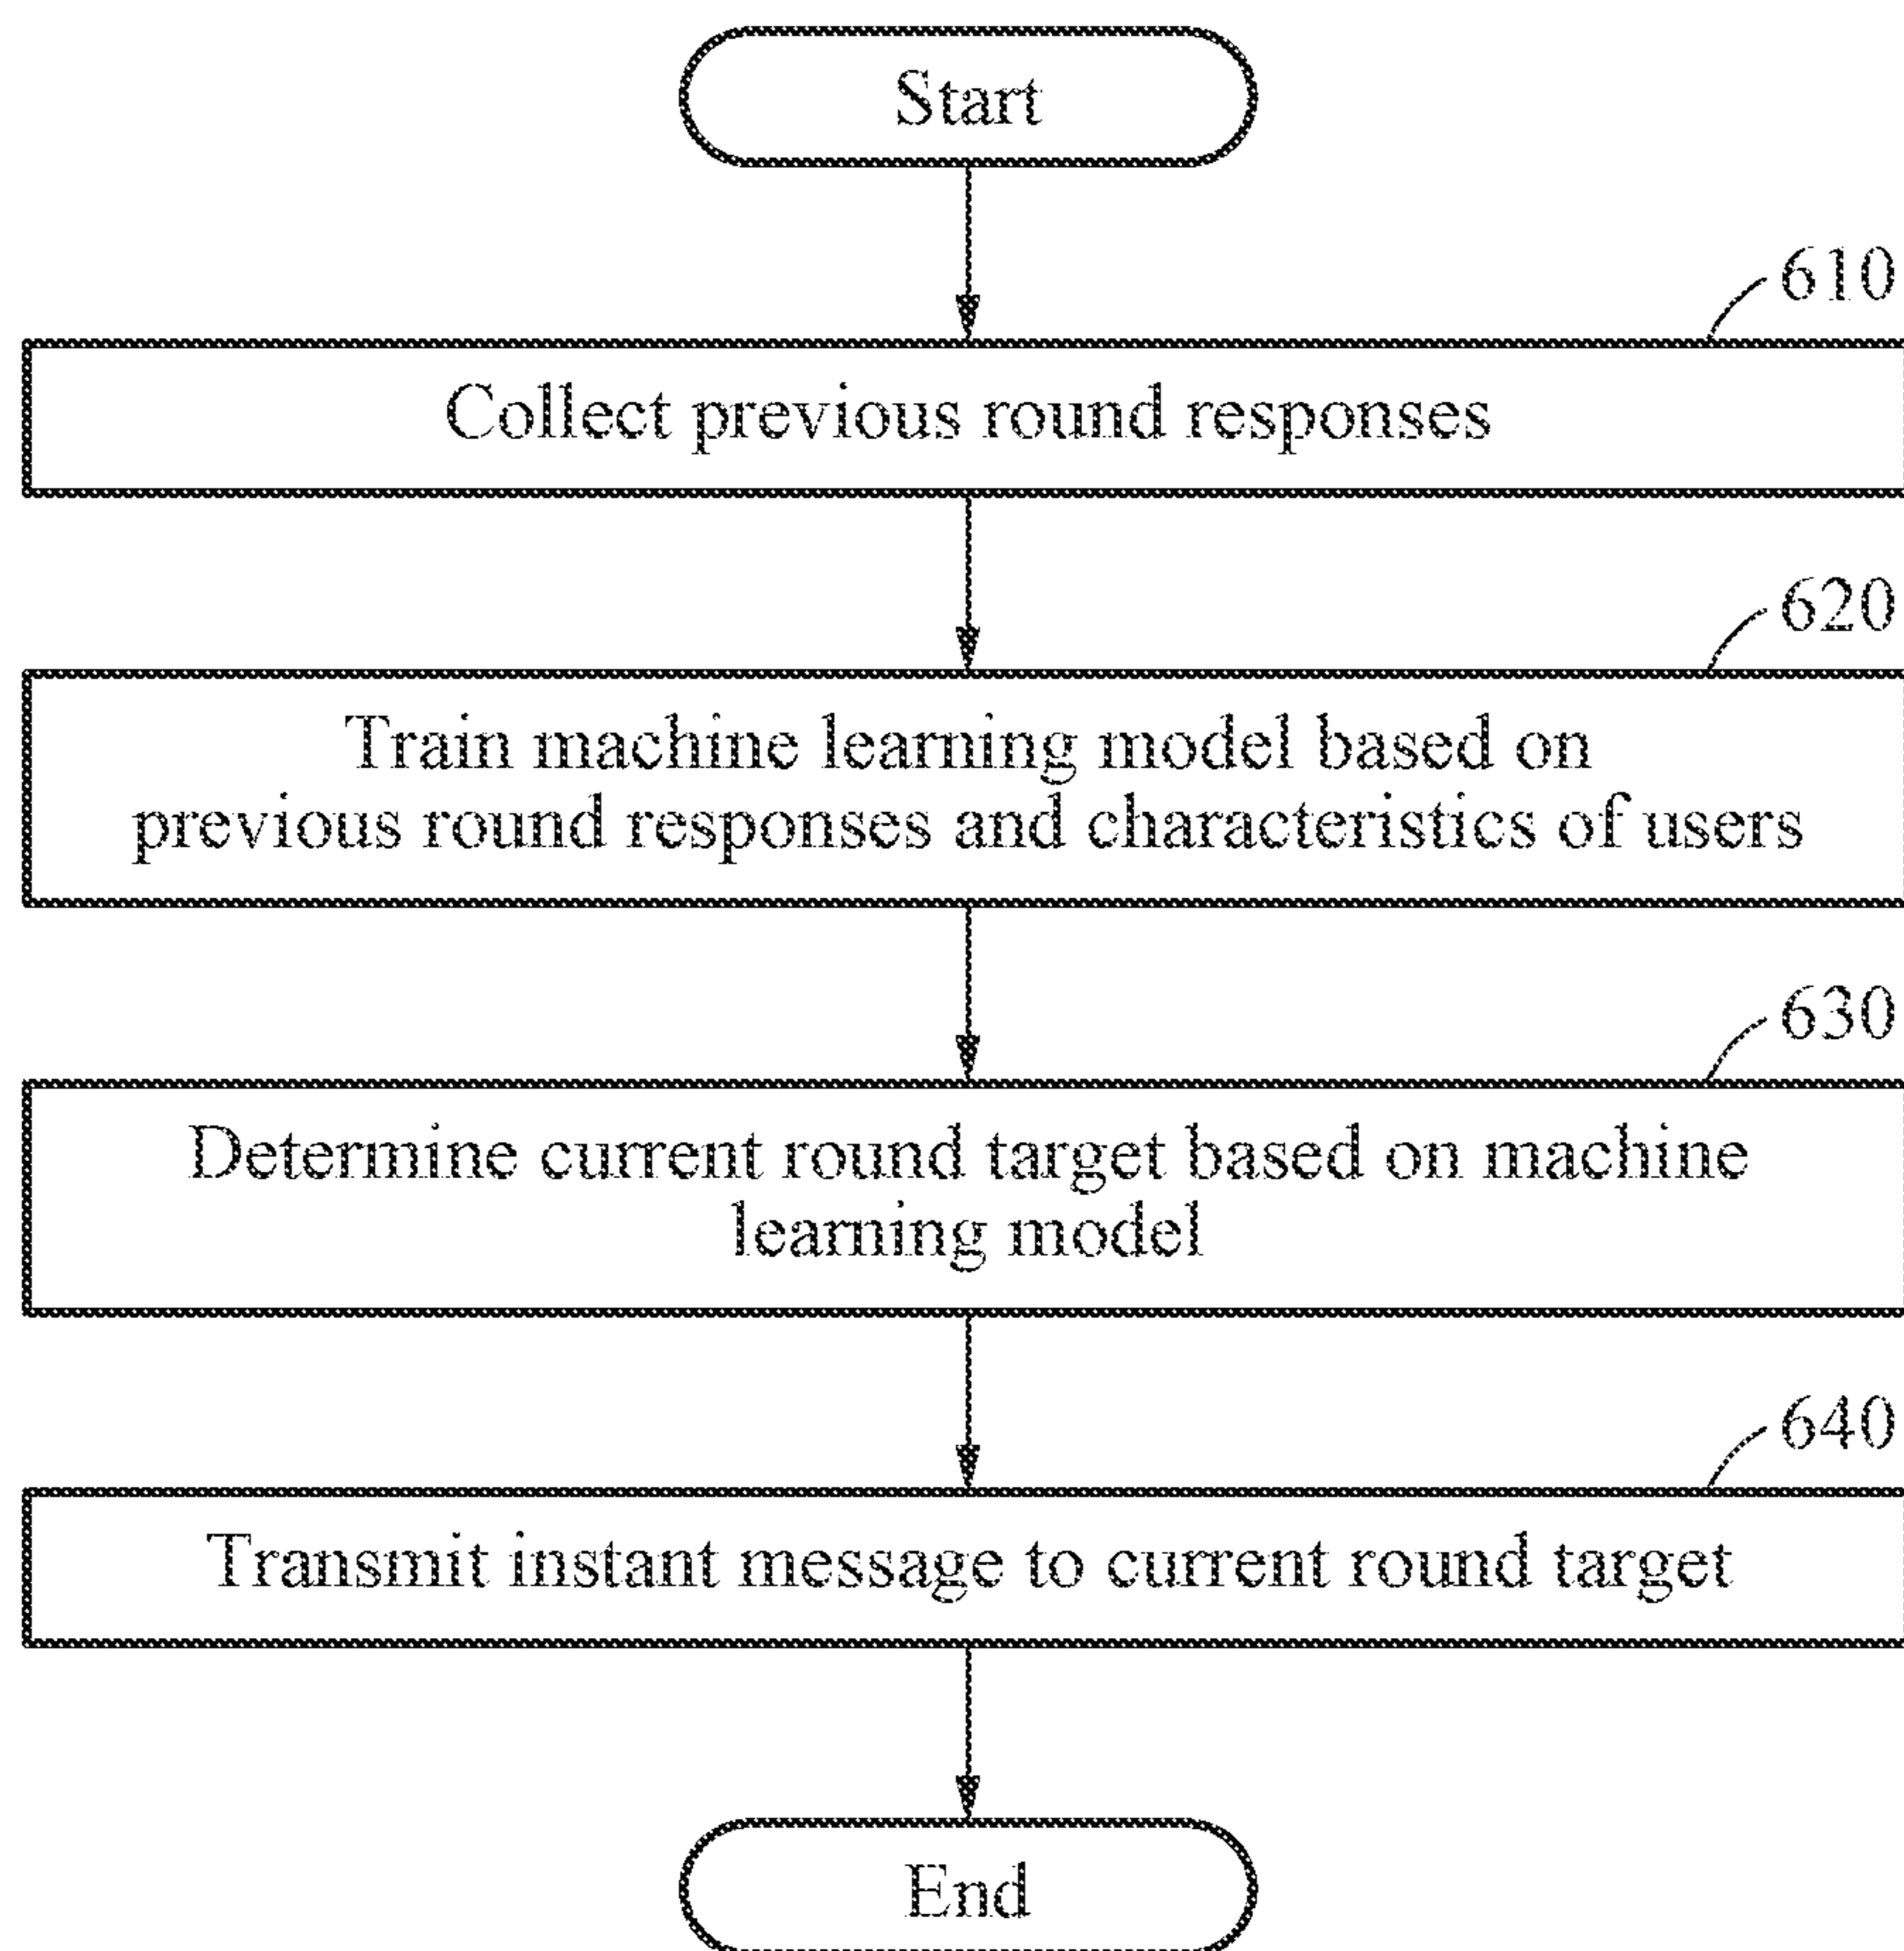 Start
610
Collect previous round responses
620
Train machine learning model based on
previous round responses and characteristics of users
630
Determine current round target based on machine
learning model
640
Transmit instant message to current round target
End